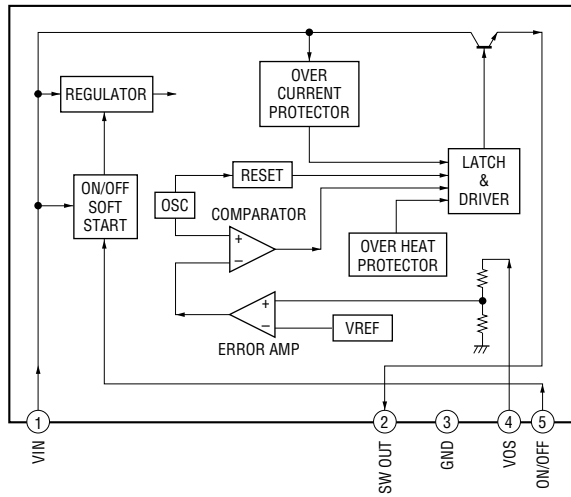 OVER
CURRENT
PROTECTOR
REGULATOR
ON/OFF
SOFT
START
OSC
RESET
LATCH
&
DRIVER
COMPARATOR
+
−
OVER HEAT
PROTECTOR
+
−
VREF
ERROR AMP
1
2
3
4
5
VIN
SW OUT
GND
VOS
ON/OFF